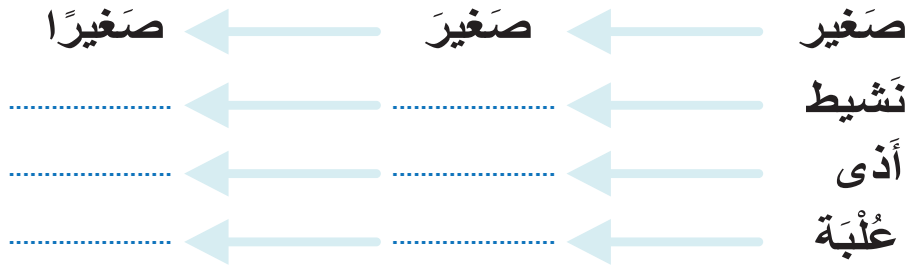 صَغير صَغيرَ صَغيرًا
نَشيط ........................ ........................
أَذى ........................ ........................
عُلْبَة ........................ ........................